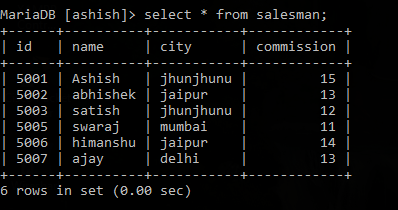 MariaDB [ashish]> select * from salesman;
+------+----------+-----------+------------+
| id   | name     | city      | commission |
+------+----------+-----------+------------+
| 5001 | Ashish   | jhunjhunu |         15 |
| 5002 | abhishek | jaipur    |         13 |
| 5003 | satish   | jhunjhunu |         12 |
| 5005 | swaraj   | mumbai    |         11 |
| 5006 | himanshu | jaipur    |         14 |
| 5007 | ajay     | delhi     |         13 |
+------+----------+-----------+------------+
6 rows in set (0.00 sec)